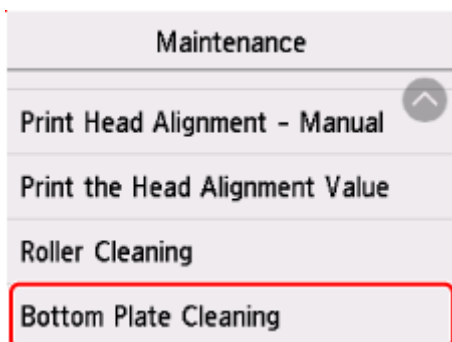 Maintenance
Print Head Alignment - Manual
Print the Head Alignment Value
Roller Cleaning
Bottom Plate Cleaning